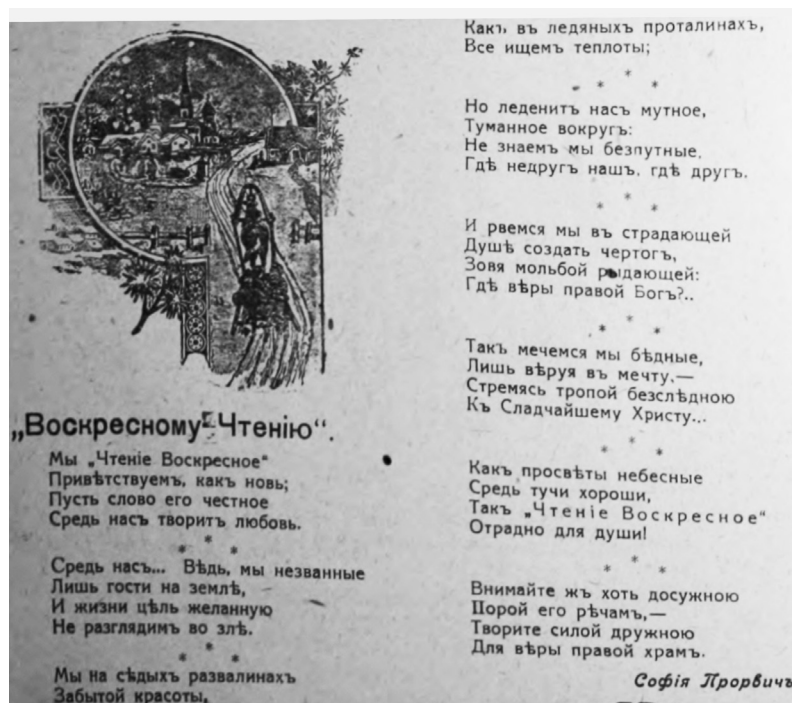 „Воскресному Чтенію“.
Мы „Чтеніе Воскресное“
Привѣтствуемъ, какъ новь;
Пусть слово его честное
Средь насъ творитъ любовь.
* * *
Средь насъ... Вѣдь, мы незванные
Лишь гости на землѣ,
И жизни цѣль желанную
Не разглядимъ во злѣ.
* * *
Мы на сѣдыхъ развалинахъ
Забытой красоты,
Какъ въ ледяныхъ проталинахъ,
Все ищемъ теплоты;
* * *
Но леденитъ насъ мутное,
Туманное вокругъ:
Не знаемъ мы безпутные,
Гдѣ недругъ нашъ, гдѣ другъ.
* * *
И рвемся мы въ страдающей
Душѣ создать чертогъ,
Зовя мольбой рыдающей:
Гдѣ вѣры правой Богъ?..
* * *
Такъ мечемся мы бѣдные,
Лишь вѣруя въ мечту,—
Стремясь тропой безслѣдною
Къ Сладчайшему Христу...
* * *
Какъ просвѣты небесные
Средь тучи хороши,
Такъ „Чтеніе Воскресное“
Отрадно для души!
* * *
Внимайте жъ хоть досужною
Порой его рѣчамъ,—
Творите силой дружною
Для вѣры правой храмъ.
Софія Прорвичъ